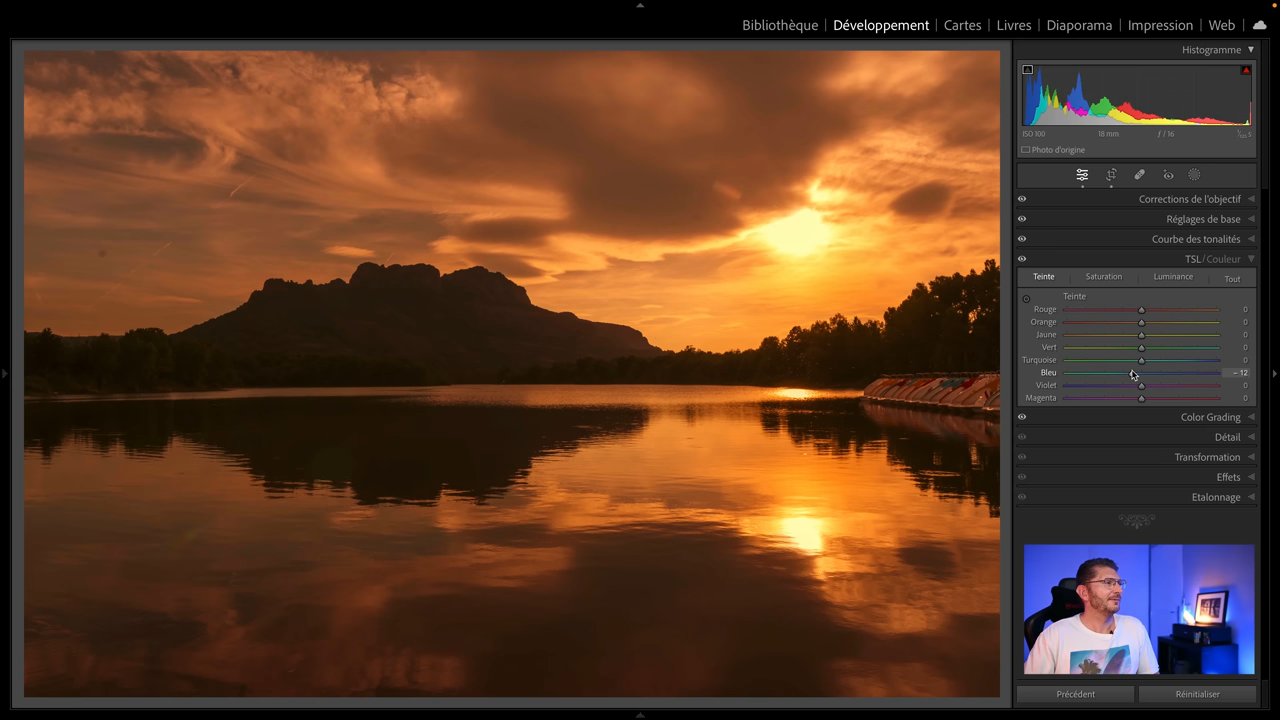 Bibliothèque | Développement | Cartes | Livres | Diaporama | Impression | Web
Histogramme
ISO 100 18 mm ƒ / 16
Photo d'origine
Corrections de l'objectif
Réglages de base
Courbe des tonalités
TSL / Couleur
Teinte Saturation Luminance Tout
Teinte
Rouge 0
Orange 0
Jaune 0
Vert 0
Turquoise 0
Bleu – 12
Violet 0
Magenta 0
Color Grading
Détail
Transformation
Effets
Etalonnage
Précédent Réinitialiser